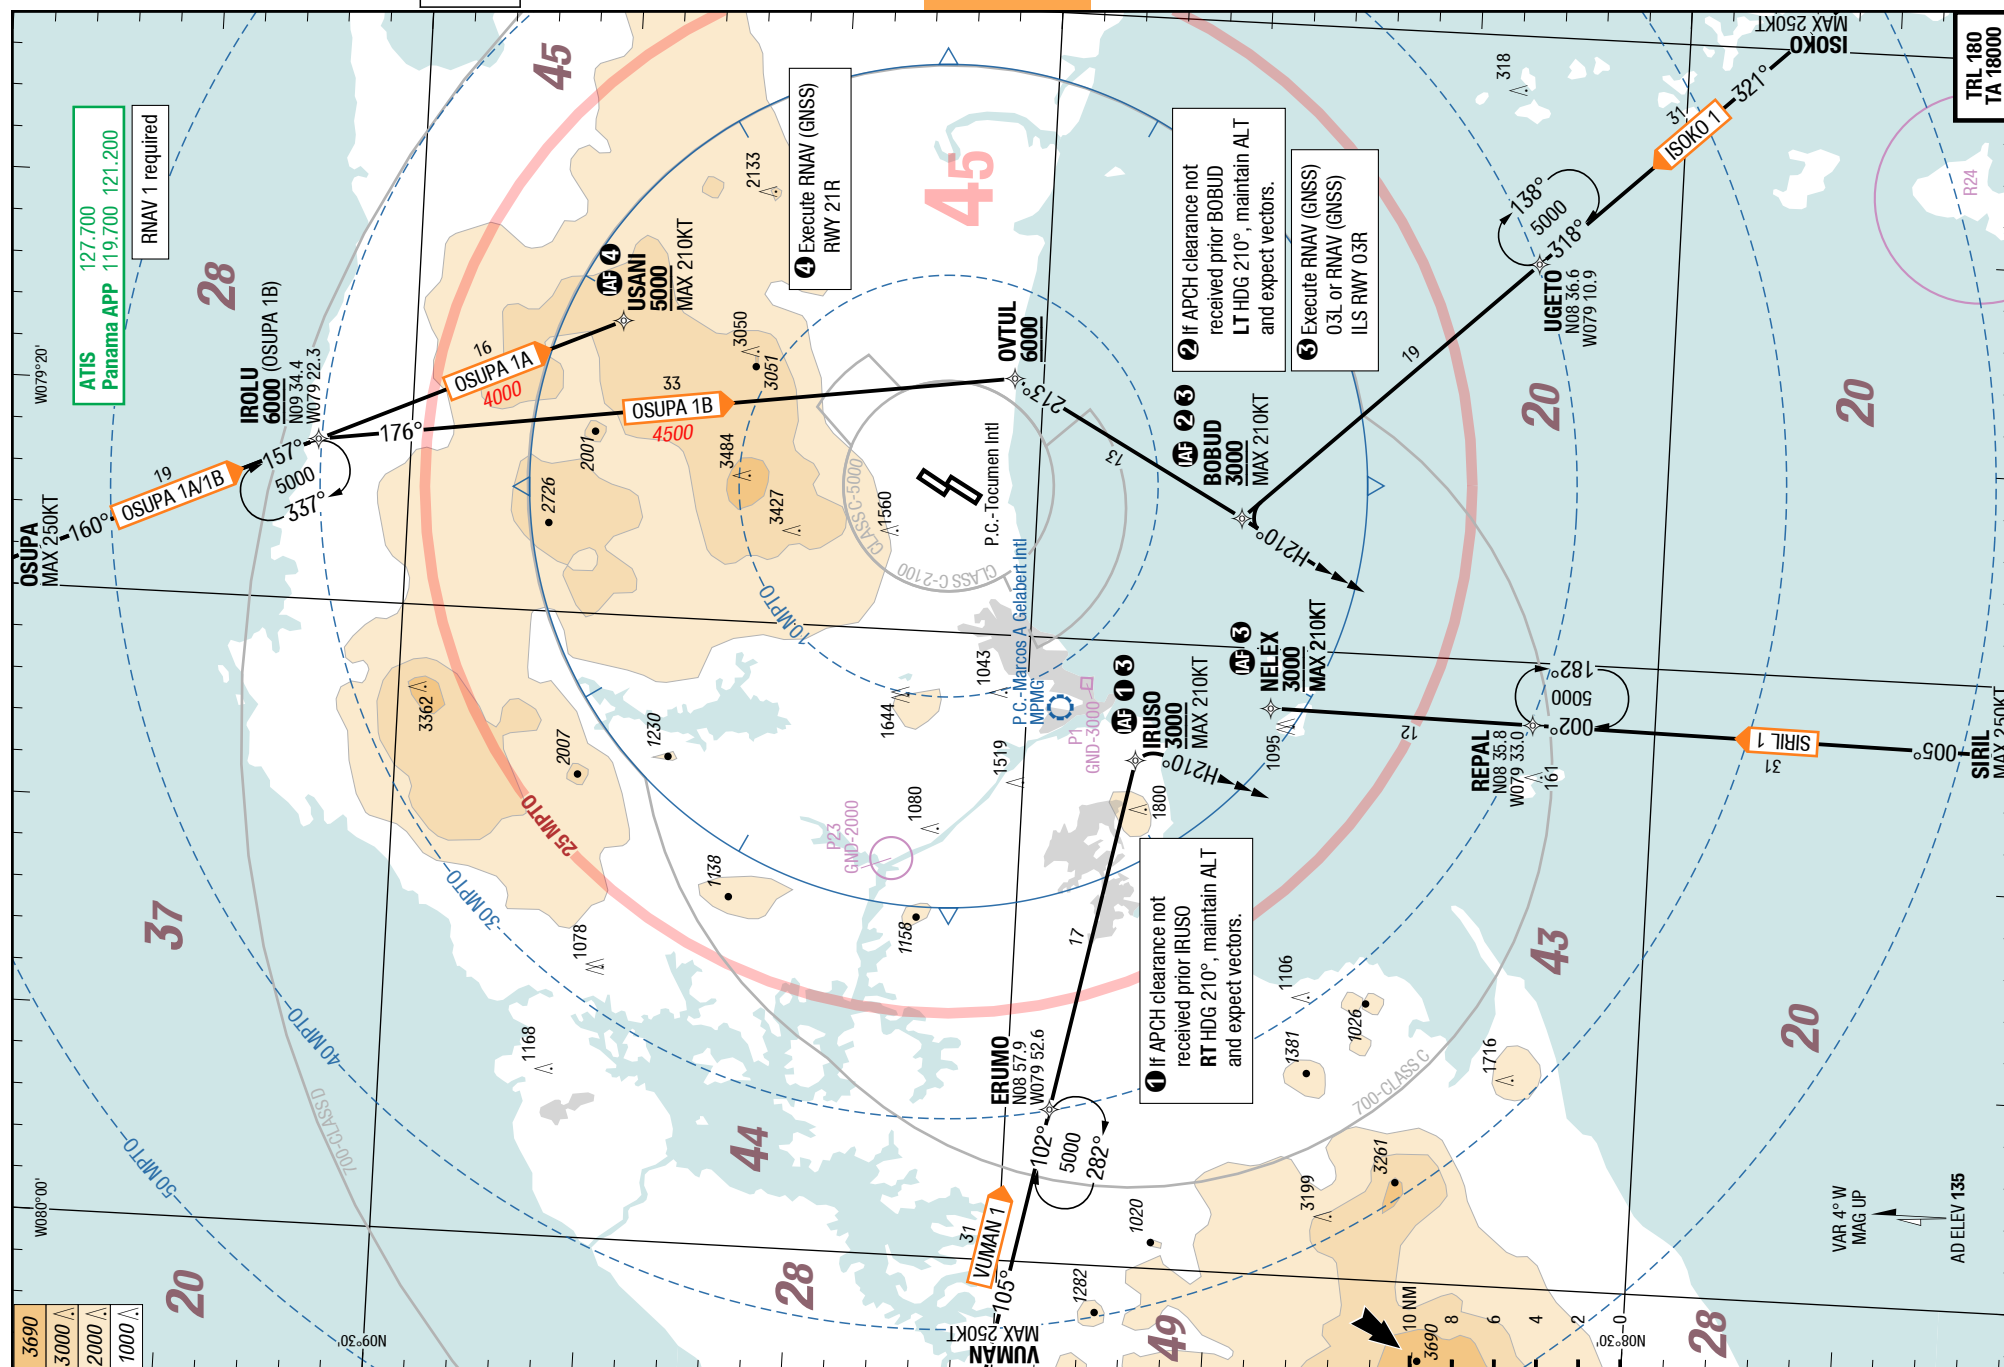 ATIS 127.700
Panama APP 119.700 121.200
RNAV 1 required
OSUPA
MAX 250KT
160°
19
OSUPA 1A/1B
157°
5000
337°
IROLU
6000 (OSUPA 1B)
N09 34.4
W079 22.3
176°
16
OSUPA 1A
4000
33
OSUPA 1B
4500
IAF 4
USANI
5000
MAX 210KT
4 Execute RNAV (GNSS)
RWY 21R
OVTUL
6000
213°
13
IAF 2 3
BOBUD
3000
MAX 210KT
H210°
2 If APCH clearance not
received prior BOBUD
LT HDG 210°, maintain ALT
and expect vectors.
3 Execute RNAV (GNSS)
03L or RNAV (GNSS)
ILS RWY 03R
19
UGETO
N08 36.6
W079 10.9
138°
5000
318°
31
ISOKO 1
321°
ISOKO
MAX 250KT
TRL 180
TA 18000
R24
318
IAF 3
NELEX
3000
MAX 210KT
1095
12
REPAL
N08 35.8
W079 33.0
161
182°
5000
002°
SIRIL 1
31
005°
SIRIL
MAX 250KT
IAF 1 3
IRUSO
3000
MAX 210KT
H210°
1800
1 If APCH clearance not
received prior IRUSO
RT HDG 210°, maintain ALT
and expect vectors.
17
ERUMO
N08 57.9
W079 52.6
102°
5000
282°
31
VUMAN 1
105°
VUMAN
MAX 250KT
P.C.-Tocumen Intl
P.C.-Marcos A Gelabert Intl
MPMG
P1
GND-3000
P23
GND-2000
CLASS C-5000
CLASS C-2100
700-CLASS C
700-CLASS D
10 MPTO
25 MPTO
30 MPTO
40 MPTO
50 MPTO
W079°20'
W080°00'
N09°30'
N08°30'
45
45
28
37
20
44
28
49
43
20
20
20
28
2133
3050
3051
3484
3427
2001
2726
1560
3362
2007
1230
1644
1043
1519
1080
1138
1158
1078
1168
1106
1026
1381
1716
3261
3199
1020
1282
3690
10 NM
8
6
4
2
0
VAR 4° W
MAG UP
AD ELEV 135
3690
3000
2000
1000